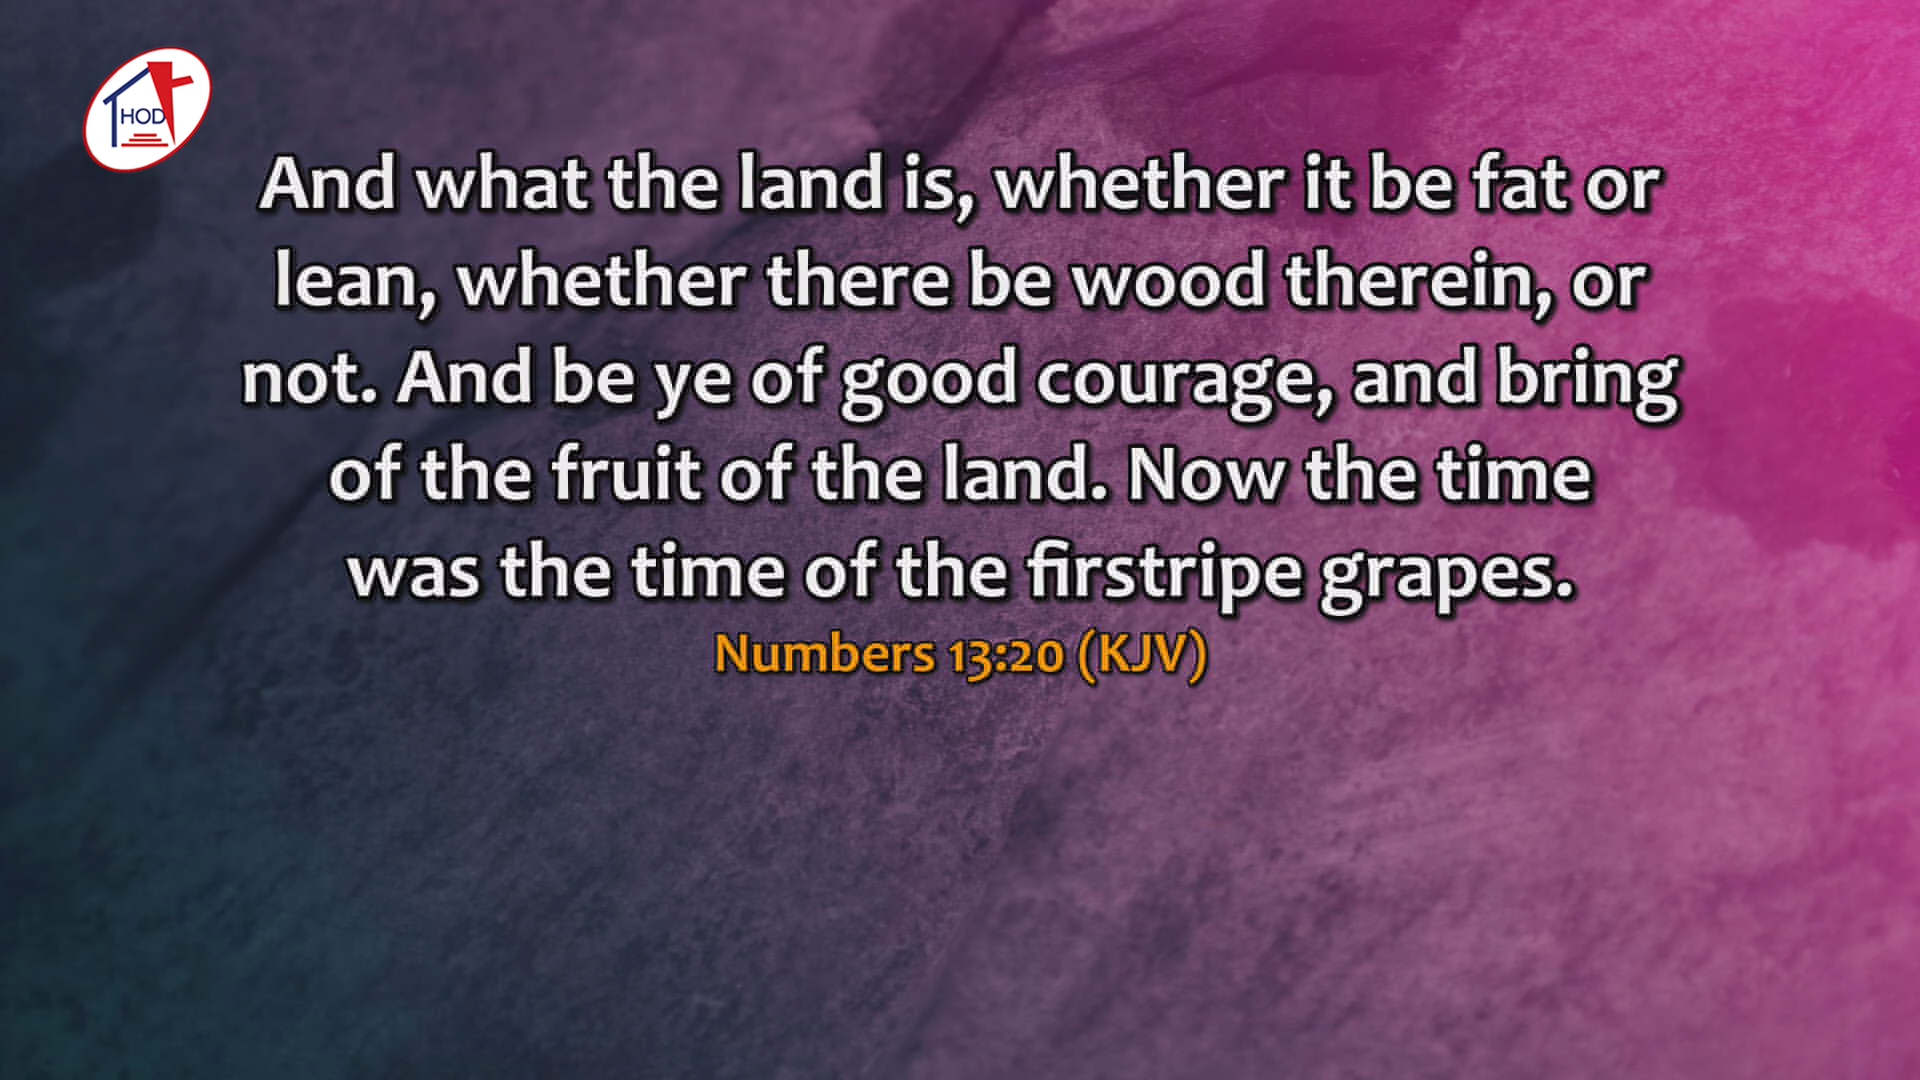 HOD
And what the land is, whether it be fat or
lean, whether there be wood therein, or
not. And be ye of good courage, and bring
of the fruit of the land. Now the time
was the time of the firstripe grapes.
Numbers 13:20 (KJV)